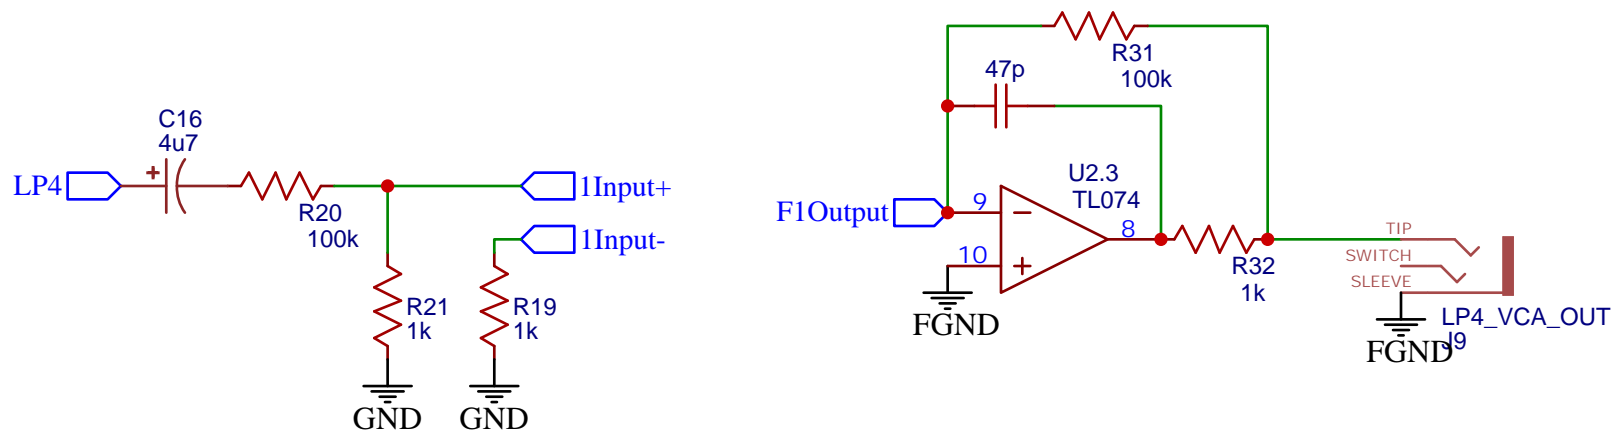 C16
4u7
LP4
R20
100k
1Input+
1Input-
R21
1k
R19
1k
GND
GND
R31
100k
47p
U2.3
TL074
F1Output
9
8
10
R32
1k
FGND
TIP
SWITCH
SLEEVE
LP4_VCA_OUT
J9
FGND